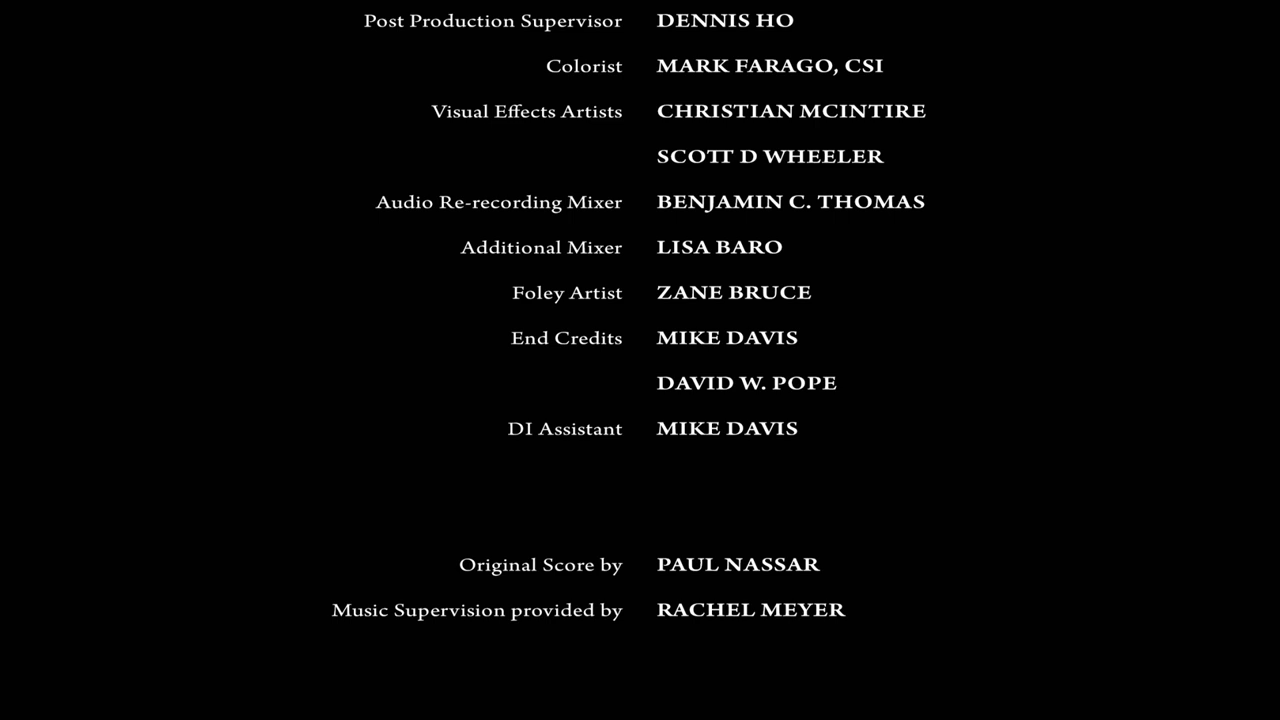 Post Production Supervisor DENNIS HO
Colorist MARK FARAGO, CSI
Visual Effects Artists CHRISTIAN MCINTIRE
SCOTT D WHEELER
Audio Re-recording Mixer BENJAMIN C. THOMAS
Additional Mixer LISA BARO
Foley Artist ZANE BRUCE
End Credits MIKE DAVIS
DAVID W. POPE
DI Assistant MIKE DAVIS
Original Score by PAUL NASSAR
Music Supervision provided by RACHEL MEYER